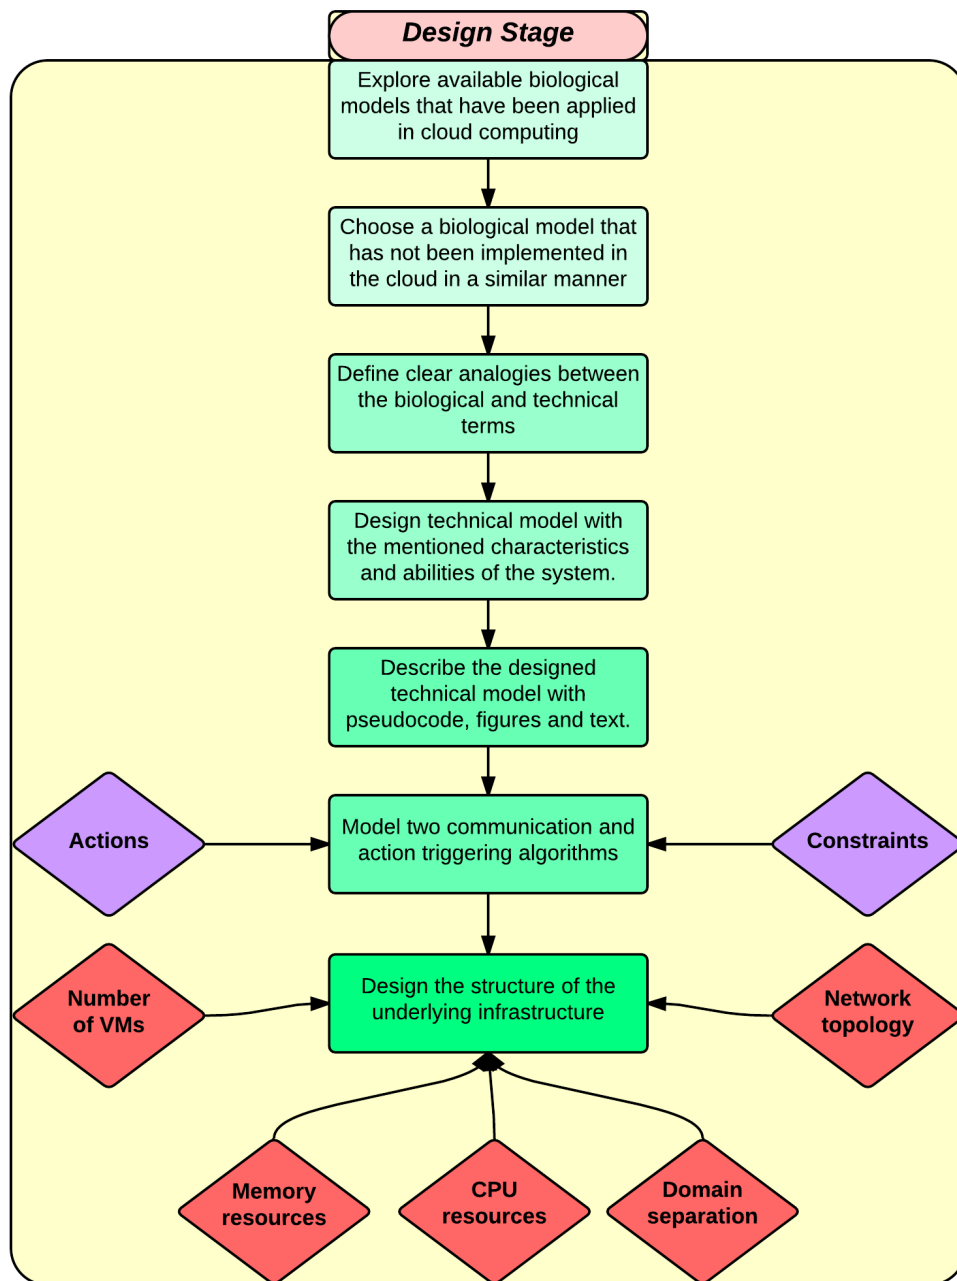 Design Stage
Explore available biological
models that have been applied
in cloud computing
Choose a biological model that
has not been implemented in
the cloud in a similar manner
Define clear analogies between
the biological and technical
terms
Design technical model with
the mentioned characteristics
and abilities of the system.
Describe the designed
technical model with
pseudocode, figures and text.
Actions
Model two communication and
action triggering algorithms
Constraints
Number
of VMs
Design the structure of the
underlying infrastructure
Network
topology
Memory
resources
CPU
resources
Domain
separation